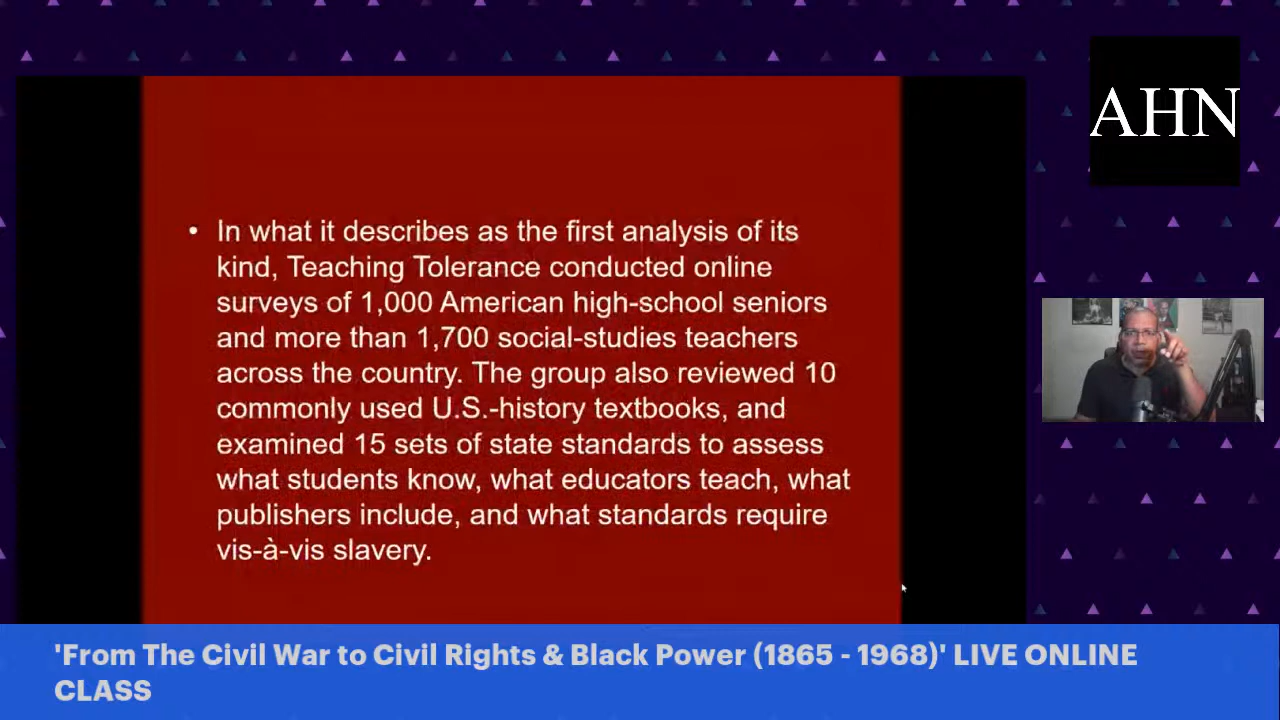 AHN
• In what it describes as the first analysis of its
kind, Teaching Tolerance conducted online
surveys of 1,000 American high-school seniors
and more than 1,700 social-studies teachers
across the country. The group also reviewed 10
commonly used U.S.-history textbooks, and
examined 15 sets of state standards to assess
what students know, what educators teach, what
publishers include, and what standards require
vis-à-vis slavery.
'From The Civil War to Civil Rights & Black Power (1865 - 1968)' LIVE ONLINE
CLASS